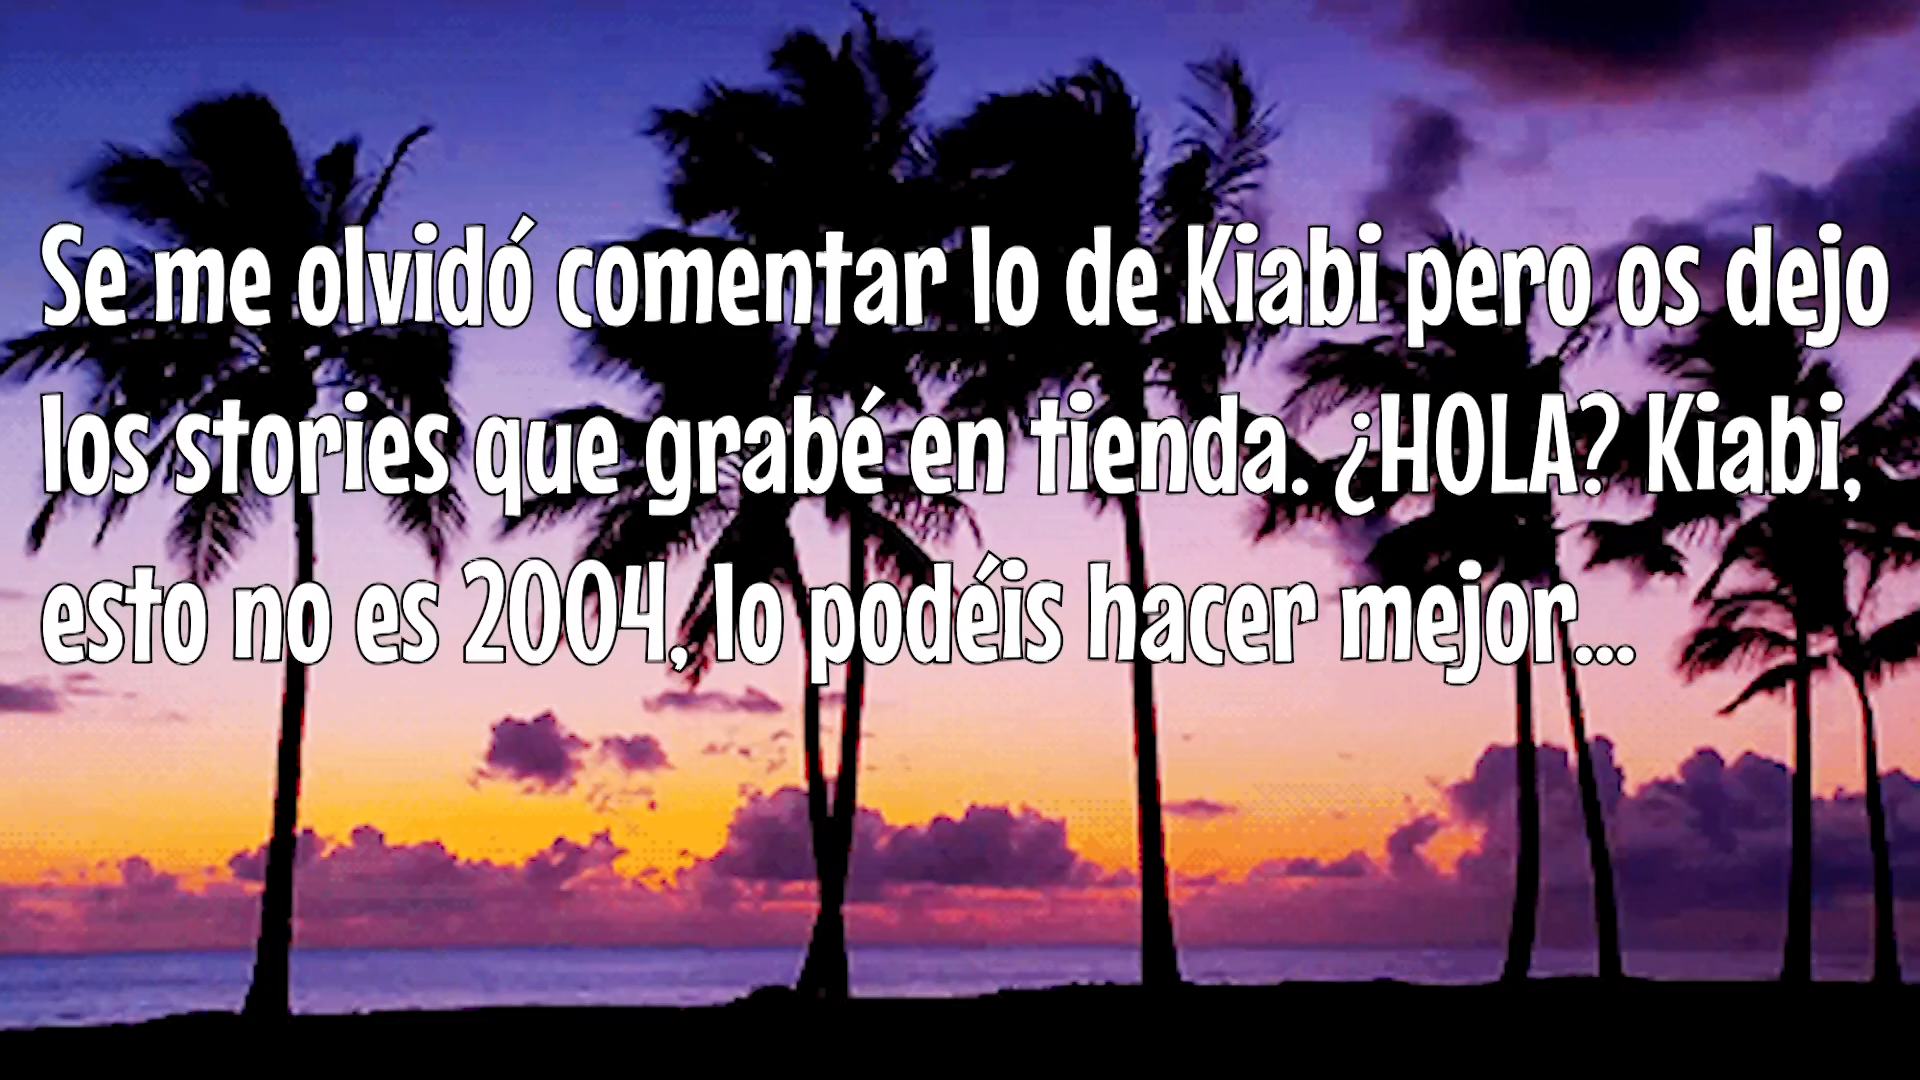 Se me olvidó comentar lo de Kiabi pero os dejo
los stories que grabé en tienda. ¿HOLA? Kiabi,
esto no es 2004, lo podéis hacer mejor...